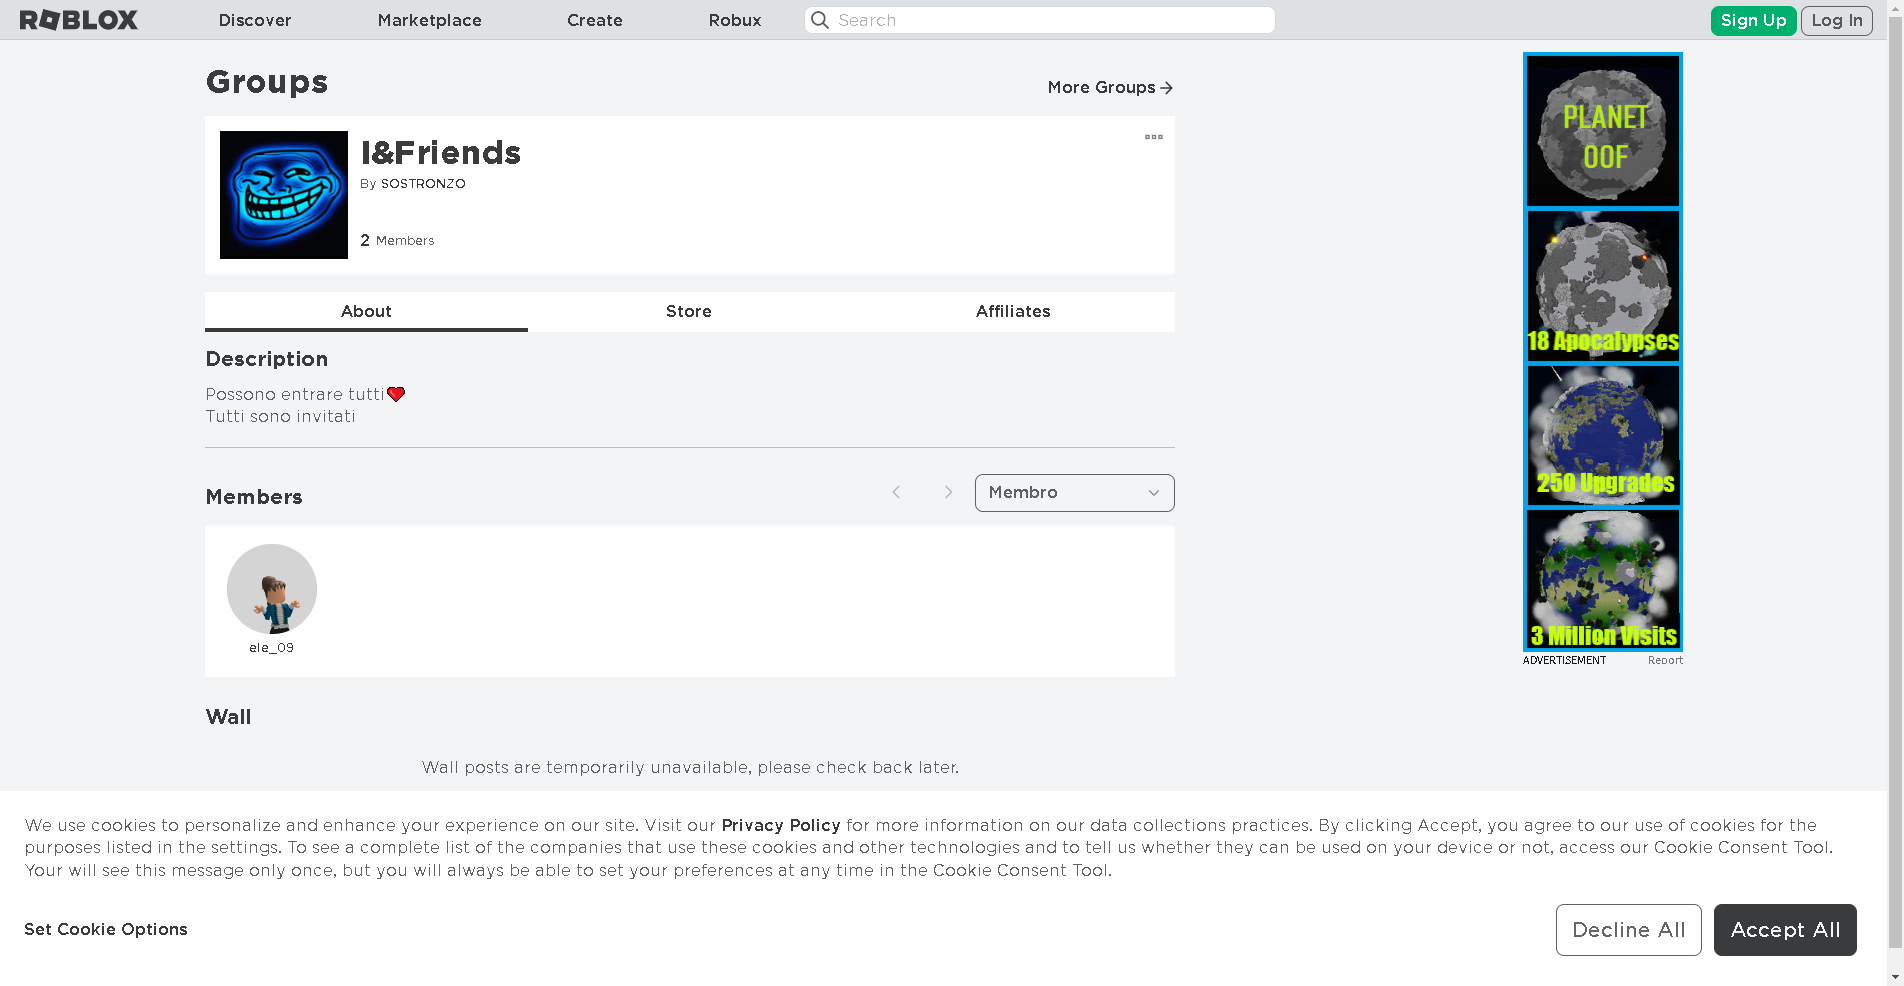 ROBLOX Discover Marketplace Create Robux Search Sign Up Log In
Groups
More Groups
I&Friends
By SOSTRONZO
2 Members
About Store Affiliates
Description
Possono entrare tutti❤
Tutti sono invitati
Members
Membro
ele_09
Wall
Wall posts are temporarily unavailable, please check back later.
PLANET
OOF
18 Apocalypses
250 Upgrades
3 Million Visits
ADVERTISEMENT Report
We use cookies to personalize and enhance your experience on our site. Visit our Privacy Policy for more information on our data collections practices. By clicking Accept, you agree to our use of cookies for the
purposes listed in the settings. To see a complete list of the companies that use these cookies and other technologies and to tell us whether they can be used on your device or not, access our Cookie Consent Tool.
Your will see this message only once, but you will always be able to set your preferences at any time in the Cookie Consent Tool.
Set Cookie Options
Decline All Accept All